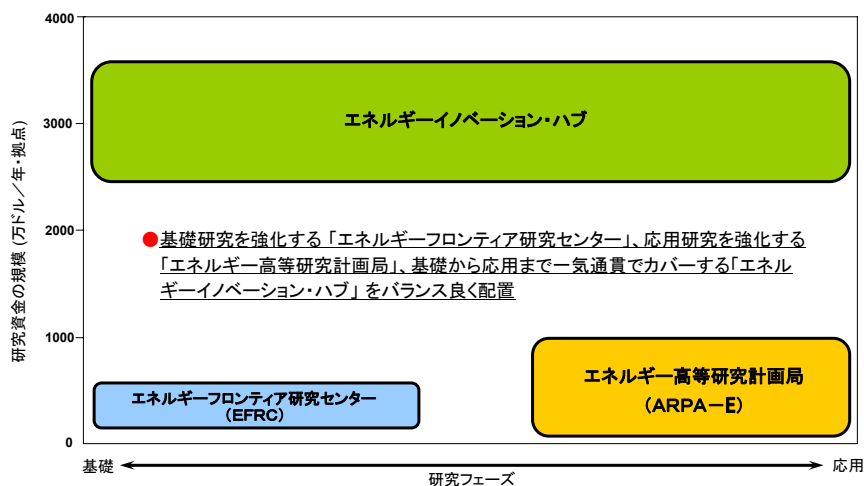 4000
エネルギーイノベーション・ハブ
3000
2000
●基礎研究を強化する「エネルギーフロンティア研究センター」、応用研究を強化する
「エネルギー高等研究計画局」、基礎から応用まで一気通貫でカバーする「エネル
ギーイノベーション・ハブ」をバランス良く配置
1000
エネルギー高等研究計画局
(ARPA－E)
エネルギーフロンティア研究センター
(EFRC)
0
研究資金の規模 (万ドル／年・拠点)
基礎
応用
研究フェーズ